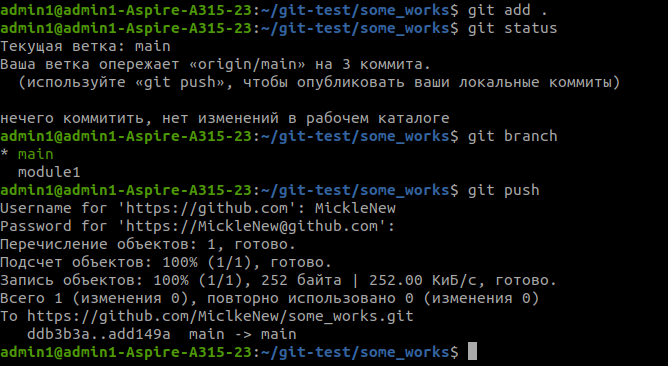 admin1@admin1-Aspire-A315-23:~/git-test/some_works$ git add .
admin1@admin1-Aspire-A315-23:~/git-test/some_works$ git status
Текущая ветка: main
Ваша ветка опережает «origin/main» на 3 коммита.
  (используйте «git push», чтобы опубликовать ваши локальные коммиты)

нечего коммитить, нет изменений в рабочем каталоге
admin1@admin1-Aspire-A315-23:~/git-test/some_works$ git branch
* main
  module1
admin1@admin1-Aspire-A315-23:~/git-test/some_works$ git push
Username for 'https://github.com': MickleNew
Password for 'https://MickleNew@github.com':
Перечисление объектов: 1, готово.
Подсчет объектов: 100% (1/1), готово.
Запись объектов: 100% (1/1), 252 байта | 252.00 КиБ/с, готово.
Всего 1 (изменения 0), повторно использовано 0 (изменения 0)
To https://github.com/MiclkeNew/some_works.git
   ddb3b3a..add149a  main -> main
admin1@admin1-Aspire-A315-23:~/git-test/some_works$